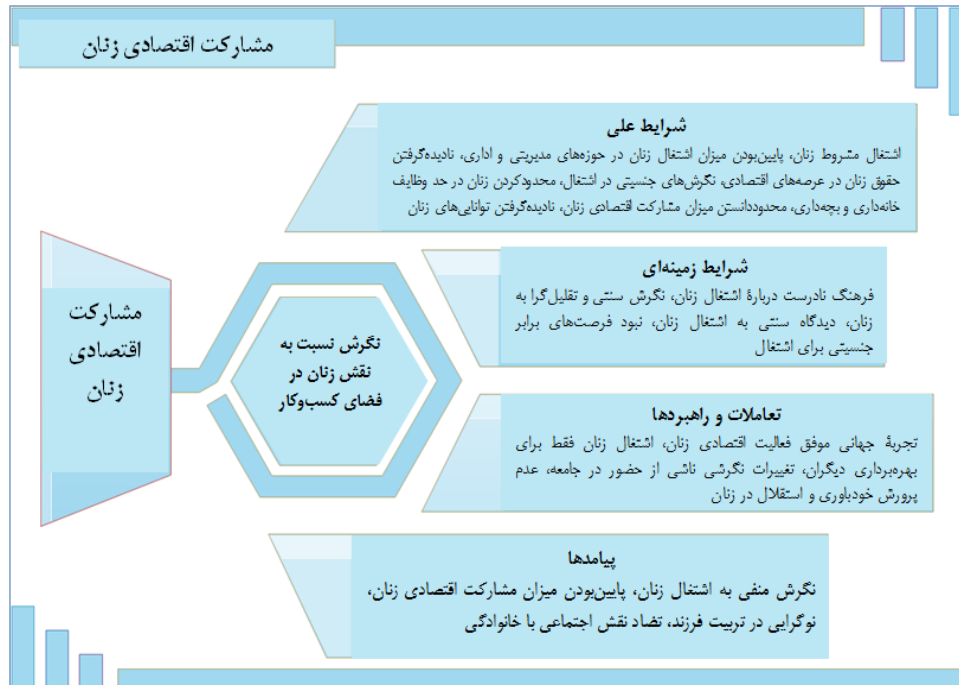 مشارکت اقتصادی زنان
شرایط علی
اشتغال مشروط زنان، پایین‌بودن میزان اشتغال زنان در حوزه‌های مدیریتی و اداری، نادیده‌گرفتن
حقوق زنان در عرصه‌های اقتصادی، نگرش‌های جنسیتی در اشتغال، محدودکردن زنان در حد وظایف
خانه‌داری و بچه‌داری، محدوددانستن میزان مشارکت اقتصادی زنان، نادیده‌گرفتن توانایی‌های زنان
شرایط زمینه‌ای
فرهنگ نادرست دربارۀ اشتغال زنان، نگرش سنتی و تقلیل‌گرا به
زنان، دیدگاه سنتی به اشتغال زنان، نبود فرصت‌های برابر
جنسیتی برای اشتغال
مشارکت
اقتصادی
زنان
نگرش نسبت به
نقش زنان در
فضای کسب‌وکار
تعاملات و راهبردها
تجربۀ جهانی موفق فعالیت اقتصادی زنان، اشتغال زنان فقط برای
بهره‌برداری دیگران، تغییرات نگرشی ناشی از حضور در جامعه، عدم
پرورش خودباوری و استقلال در زنان
پیامدها
نگرش منفی به اشتغال زنان، پایین‌بودن میزان مشارکت اقتصادی زنان،
نوگرایی در تربیت فرزند، تضاد نقش اجتماعی با خانوادگی